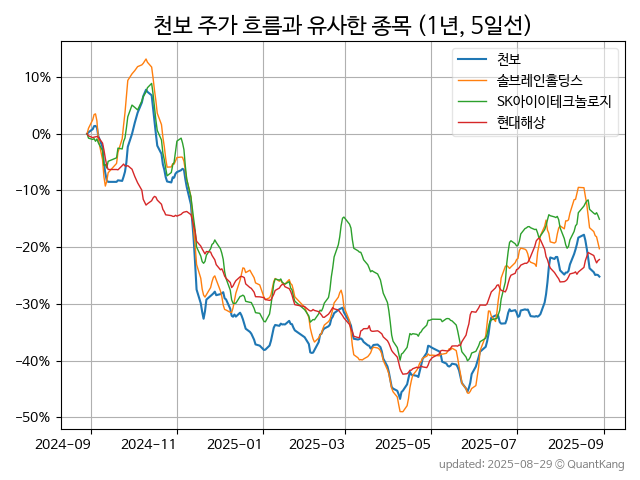 천보 주가 흐름과 유사한 종목 (1년, 5일선)
천보
솔브레인홀딩스
SK아이이테크놀로지
현대해상
10%
0%
−10%
−20%
−30%
−40%
−50%
2024-09 2024-11 2025-01 2025-03 2025-05 2025-07 2025-09
updated: 2025-08-29 © QuantKang